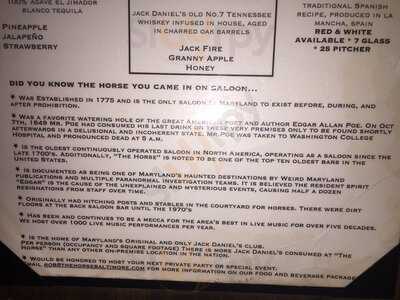 100% AGAVE EL JIMADOR
BLANCO TEQUILA
PINEAPPLE
JALAPEÑO
STRAWBERRY
JACK DANIEL'S OLD NO.7 TENNESSEE
WHISKEY INFUSED IN HOUSE, AGED
IN CHARRED OAK BARRELS
JACK FIRE
GRANNY APPLE
HONEY
TRADITIONAL SPANISH
RECIPE, PRODUCED IN LA
MANCHA, SPAIN
RED & WHITE
AVAILABLE * 7 GLASS
* 25 PITCHER
DID YOU KNOW THE HORSE YOU CAME IN ON SALOON...
* WAS ESTABLISHED IN 1775 AND IS THE ONLY SALOON IN MARYLAND TO EXIST BEFORE, DURING, AND
AFTER PROHIBITION.
* WAS A FAVORITE WATERING HOLE OF THE GREAT AMERICAN POET AND AUTHOR EDGAR ALLAN POE. ON OCT
7TH, 1849 MR. POE HAD CONSUMED HIS LAST DRINK ON THESE VERY PREMISES ONLY TO BE FOUND SHORTLY
AFTERWARDS IN A DELUSIONAL AND INCOHERENT STATE. MR. POE WAS TAKEN TO WASHINGTON COLLEGE
HOSPITAL AND PRONOUNCED DEAD AT 5 A.M.
* IS THE OLDEST CONTINUOUSLY OPERATED SALOON IN NORTH AMERICA, OPERATING AS A SALOON SINCE THE
LATE 1700'S. ADDITIONALLY, "THE HORSE" IS NOTED TO BE ONE OF THE TOP TEN OLDEST BARS IN THE
UNITED STATES.
* IS DOCUMENTED AS BEING ONE OF MARYLAND'S HAUNTED DESTINATIONS BY WEIRD MARYLAND
PUBLICATIONS AND MULTIPLE PARANORMAL INVESTIGATION TEAMS. IT IS BELIEVED THE RESIDENT SPIRIT
"EDGAR" IS THE CAUSE OF THE UNEXPLAINED AND MYSTERIOUS EVENTS, CAUSING HALF A DOZEN
RESIGNATIONS FROM STAFF OVER TIME.
* ORIGINALLY HAD HITCHING POSTS AND STABLES IN THE COURTYARD FOR HORSES. THERE WERE DIRT
FLOORS AT THE BACK SALOON BAR UNTIL THE 1970'S
* HAS BEEN AND CONTINUES TO BE A MECCA FOR THE AREA'S BEST IN LIVE MUSIC FOR OVER FIVE DECADES.
WE HOST OVER 1000 LIVE MUSIC PERFORMANCES PER YEAR.
* IS THE HOME OF MARYLAND'S ORIGINAL AND ONLY JACK DANIEL'S CLUB.
PER PERSON (OCCUPANCY AND SQUARE FOOTAGE) THERE IS MORE JACK DANIEL'S CONSUMED AT "THE
HORSE" THAN ANY OTHER ON-PREMISE LOCATION IN THE NATION.
* WOULD BE HONORED TO HOST YOUR NEXT PRIVATE PARTY OR SPECIAL EVENT.
FOR MORE INFORMATION ON OUR FOOD AND BEVERAGE PACKAGE